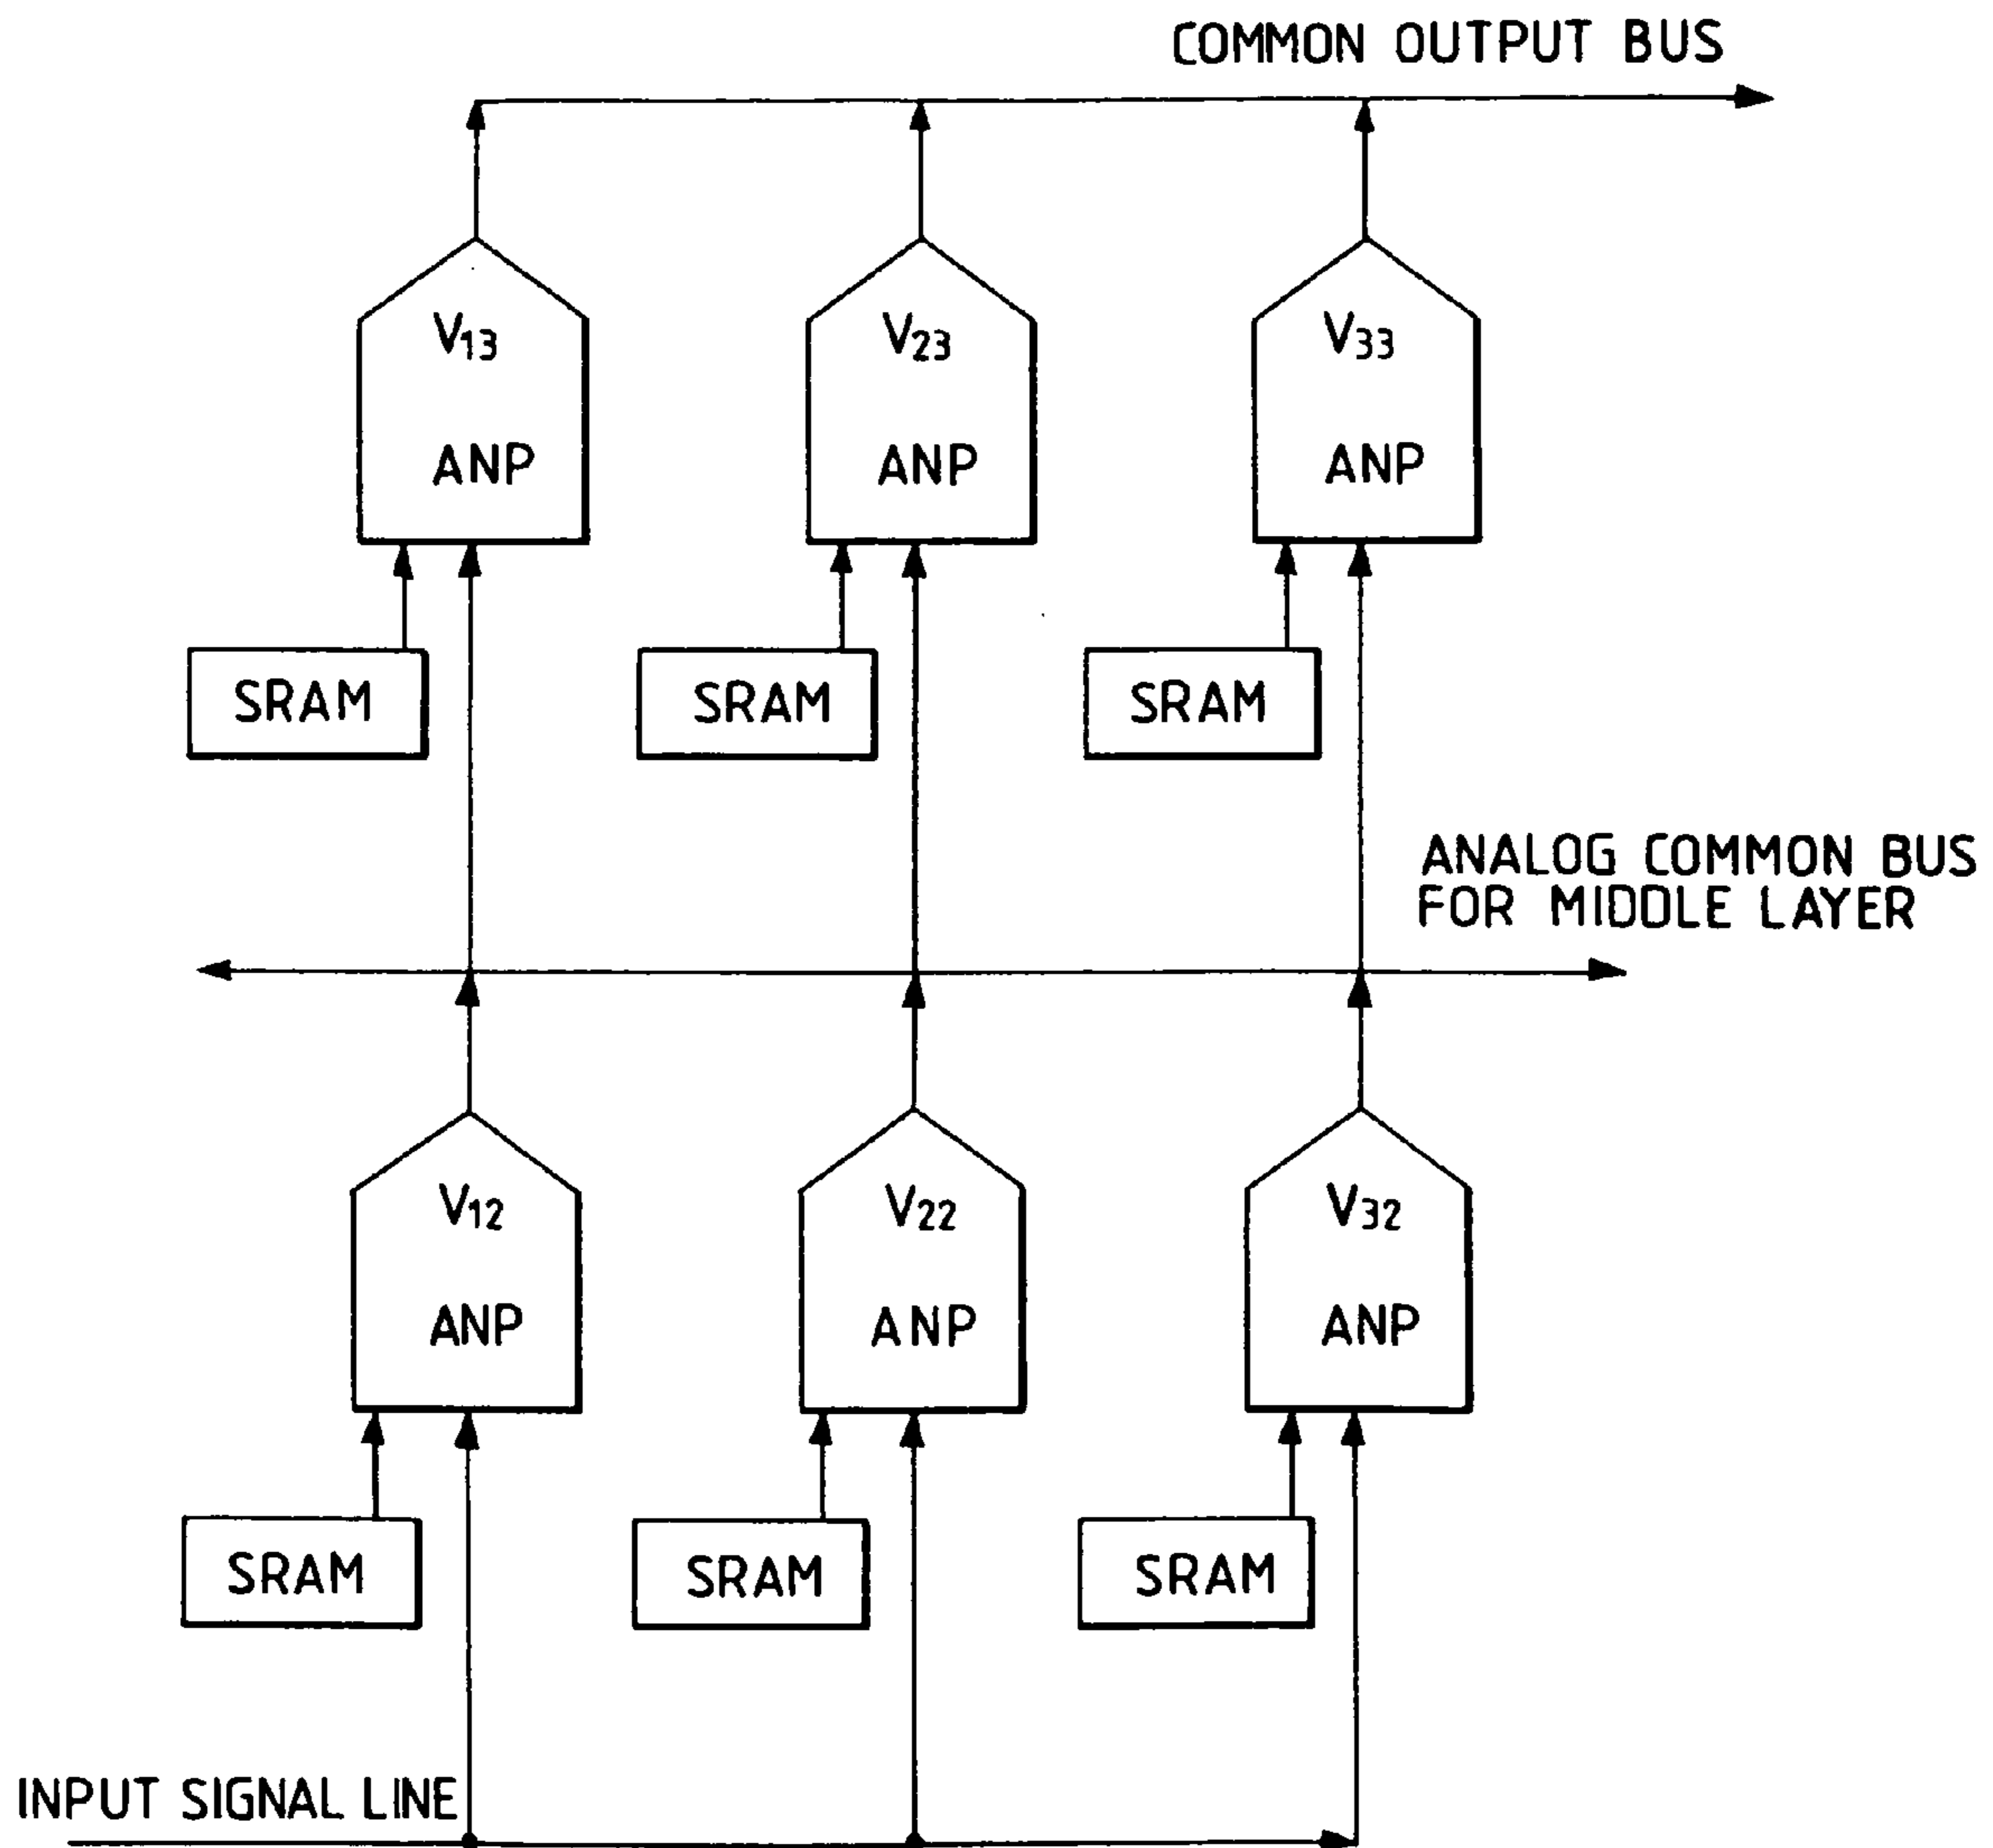 COMMON OUTPUT BUS
V13
V23
V33
ANP
ANP
ANP
SRAM
SRAM
SRAM
ANALOG COMMON BUS
FOR MIDDLE LAYER
V12
V22
V32
ANP
ANP
ANP
SRAM
SRAM
SRAM
INPUT SIGNAL LINE